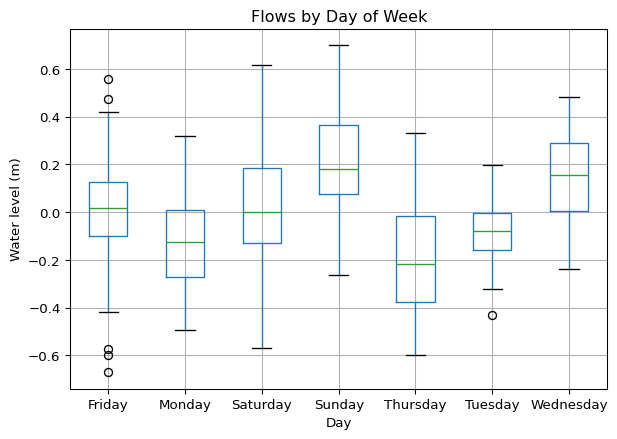 Flows by Day of Week
Water level (m)
0.6
0.4
0.2
0.0
−0.2
−0.4
−0.6
Friday Monday Saturday Sunday Thursday Tuesday Wednesday
Day